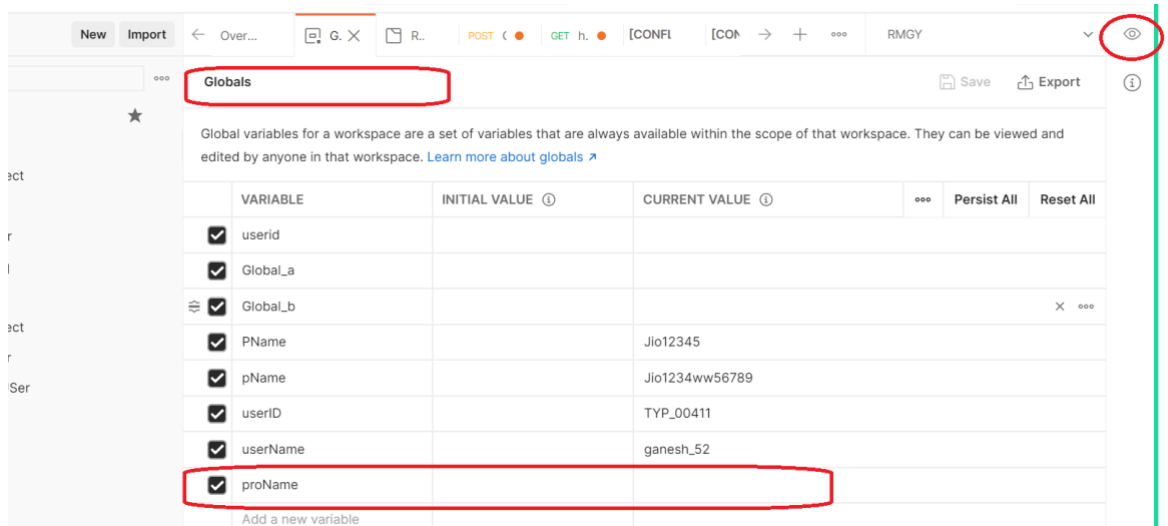 New Import Over... G. R.. POST GET h. [CONFL [CON RMGY
Globals Save Export
Global variables for a workspace are a set of variables that are always available within the scope of that workspace. They can be viewed and
edited by anyone in that workspace. Learn more about globals
ect
VARIABLE INITIAL VALUE CURRENT VALUE Persist All Reset All
userid
r
Global_a
Global_b
ect
PName Jio12345
r
pName Jio1234ww56789
'Ser
userID TYP_00411
userName ganesh_52
proName
Add a new variable